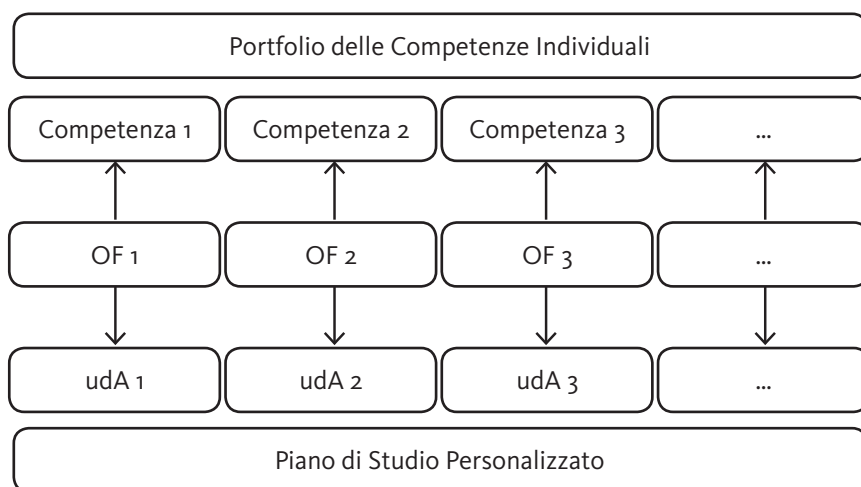 Portfolio delle Competenze Individuali
Competenza 1 Competenza 2 Competenza 3 ...
OF 1 OF 2 OF 3 ...
udA 1 udA 2 udA 3 ...
Piano di Studio Personalizzato